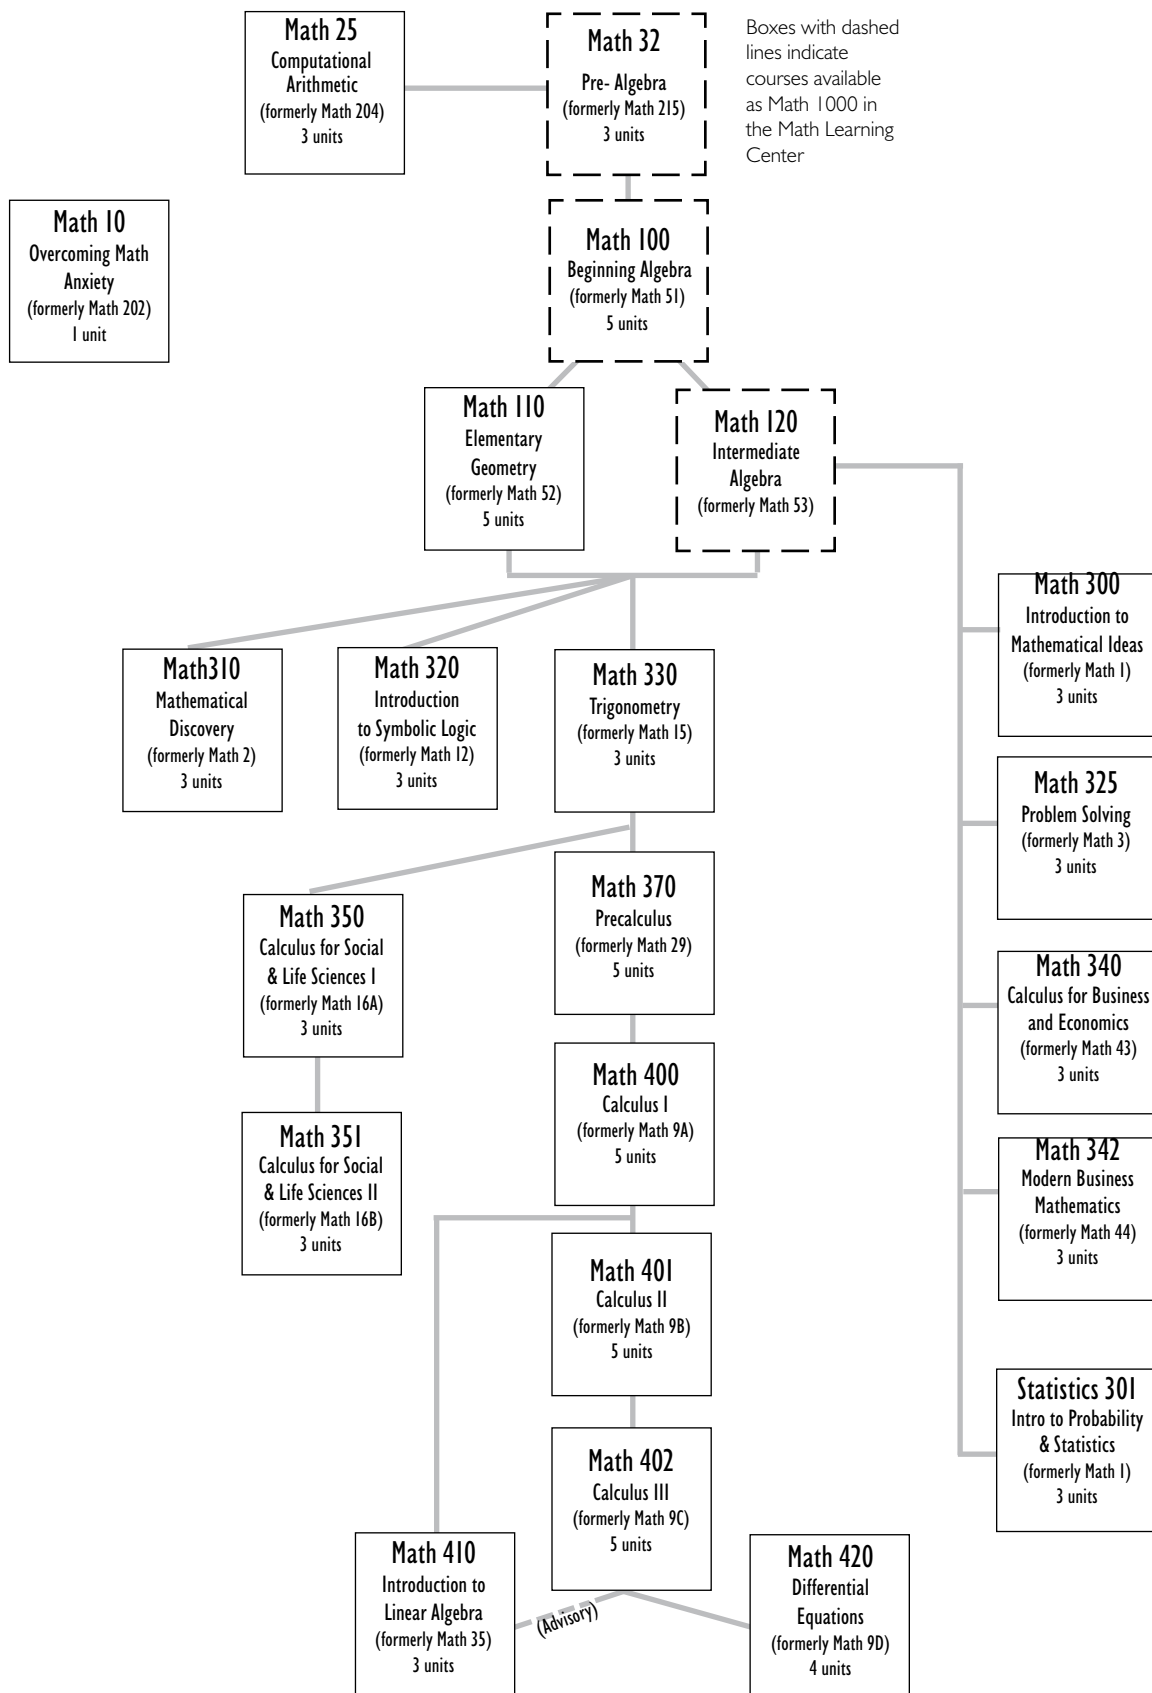 Math 25
Computational
Arithmetic
(formerly Math 204)
3 units
Math 32
Pre- Algebra
(formerly Math 215)
3 units
Boxes with dashed
lines indicate
courses available
as Math 1000 in
the Math Learning
Center
Math 10
Overcoming Math
Anxiety
(formerly Math 202)
1 unit
Math 100
Beginning Algebra
(formerly Math 51)
5 units
Math 110
Elementary
Geometry
(formerly Math 52)
5 units
Math 120
Intermediate
Algebra
(formerly Math 53)
Math 300
Introduction to
Mathematical Ideas
(formerly Math 1)
3 units
Math310
Mathematical
Discovery
(formerly Math 2)
3 units
Math 320
Introduction
to Symbolic Logic
(formerly Math 12)
3 units
Math 330
Trigonometry
(formerly Math 15)
3 units
Math 325
Problem Solving
(formerly Math 3)
3 units
Math 350
Calculus for Social
& Life Sciences I
(formerly Math 16A)
3 units
Math 370
Precalculus
(formerly Math 29)
5 units
Math 340
Calculus for Business
and Economics
(formerly Math 43)
3 units
Math 351
Calculus for Social
& Life Sciences II
(formerly Math 16B)
3 units
Math 400
Calculus I
(formerly Math 9A)
5 units
Math 342
Modern Business
Mathematics
(formerly Math 44)
3 units
Math 401
Calculus II
(formerly Math 9B)
5 units
Statistics 301
Intro to Probability
& Statistics
(formerly Math 1)
3 units
Math 402
Calculus III
(formerly Math 9C)
5 units
Math 410
Introduction to
Linear Algebra
(formerly Math 35)
3 units
(Advisory)
Math 420
Differential
Equations
(formerly Math 9D)
4 units